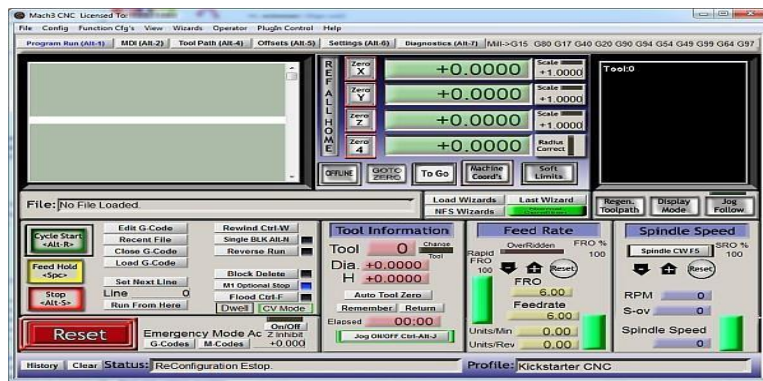 Mach3 CNC Licensed To:
File Config Function Cfg's View Wizards Operator PlugIn Control Help
Program Run (Alt-1) MDI (Alt-2) Tool Path (Alt-4) Offsets (Alt-5) Settings (Alt-6) Diagnostics (Alt-7) Mill->G15 G80 G17 G40 G20 G90 G94 G54 G49 G99 G64 G97
REF ALL HOME
Zero X +0.0000 Scale +1.0000
Zero Y +0.0000 Scale +1.0000
Zero Z +0.0000 Scale +1.0000
Zero 4 +0.0000 Radius Correct
Tool:0
OFFLINE GOTO ZERO To Go Machine Coord's Soft Limits
File: No File Loaded.
Load Wizards Last Wizard
NFS Wizards
Regen. Toolpath Display Mode Jog Follow
Cycle Start <Alt-R>
Feed Hold <Spc>
Stop <Alt-S>
Edit G-Code Rewind Ctrl-W
Recent File Single BLK Alt-N
Close G-Code Reverse Run
Load G-Code
Block Delete
Set Next Line M1 Optional Stop
Line 0 Flood Ctrl-F
Run From Here Dwell CV Mode
Reset
Emergency Mode Ac
On/Off
Z Inhibit
G-Codes M-Codes +0.000
Tool Information
Tool 0 Change Tool
Dia. +0.0000
H +0.0000
Auto Tool Zero
Remember Return
Elapsed 00:00
Jog ON/OFF Ctrl-Alt-J
Feed Rate
OverRidden FRO %
Rapid FRO 100 100
Reset
FRO
6.00
Feedrate
6.00
Units/Min 0.00
Units/Rev 0.00
Spindle Speed
Spindle CW F5 SRO % 100
Reset
RPM 0
S-ov 0
Spindle Speed
0
History Clear Status: ReConfiguration Estop. Profile: Kickstarter CNC